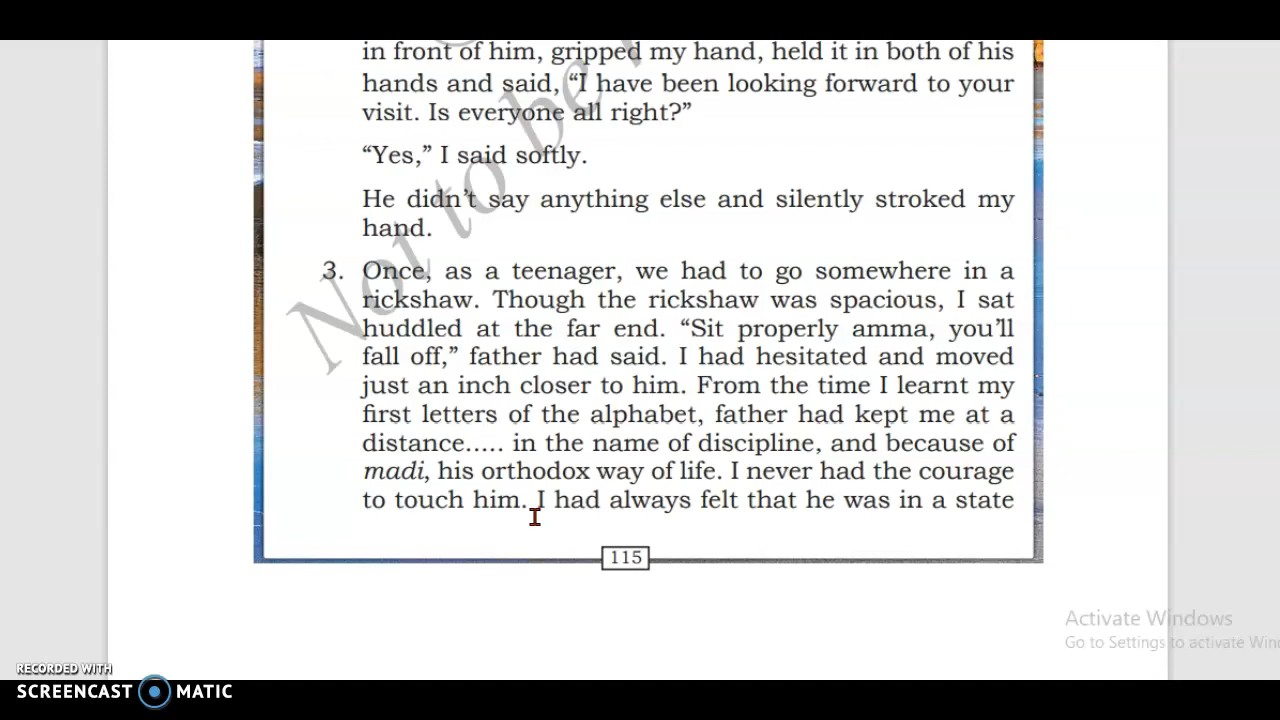 in front of him, gripped my hand, held it in both of his
hands and said, “I have been looking forward to your
visit. Is everyone all right?”
“Yes,” I said softly.
He didn’t say anything else and silently stroked my
hand.
3. Once, as a teenager, we had to go somewhere in a
rickshaw. Though the rickshaw was spacious, I sat
huddled at the far end. “Sit properly amma, you’ll
fall off,” father had said. I had hesitated and moved
just an inch closer to him. From the time I learnt my
first letters of the alphabet, father had kept me at a
distance..... in the name of discipline, and because of
madi, his orthodox way of life. I never had the courage
to touch him. I had always felt that he was in a state
115
Not to be
Activate Windows
Go to Settings to activate Win
RECORDED WITH
SCREENCAST MATIC